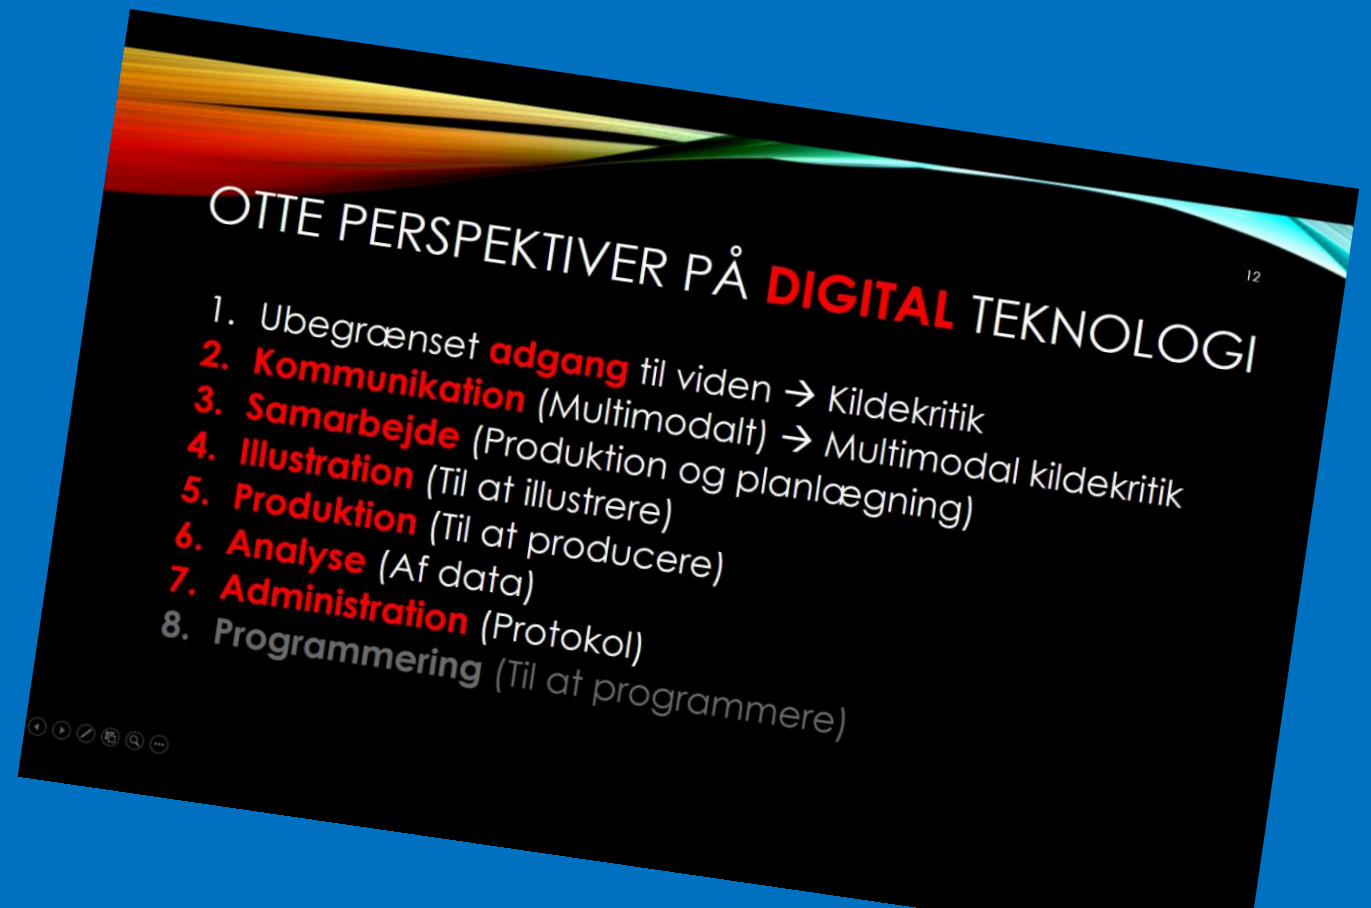 12
OTTE PERSPEKTIVER PÅ DIGITAL TEKNOLOGI
1. Ubegrænset adgang til viden → Kildekritik
2. Kommunikation (Multimodalt) → Multimodal kildekritik
3. Samarbejde (Produktion og planlægning)
4. Illustration (Til at illustrere)
5. Produktion (Til at producere)
6. Analyse (Af data)
7. Administration (Protokol)
8. Programmering (Til at programmere)